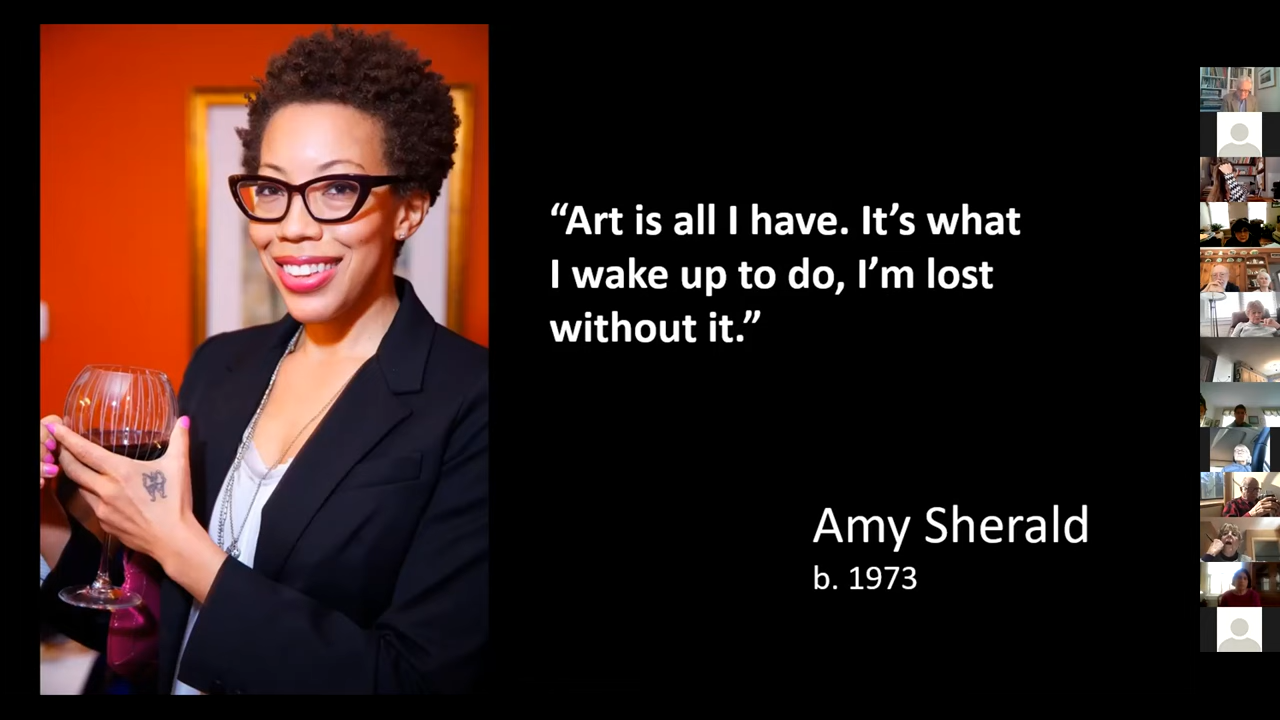 “Art is all I have. It’s what
I wake up to do, I’m lost
without it.”
Amy Sherald
b. 1973